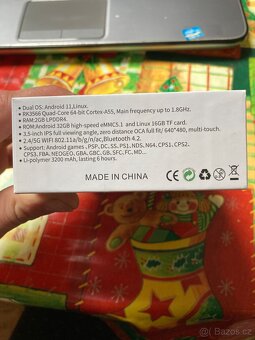 Dual OS: Android 11,Linux.
RK3566 Quad-Core 64-bit Cortex-A55, Main frequency up to 1.8GHz.
RAM:2GB LPDDR4.
ROM:Android 32GB high-speed eMMC5.1 and Linux 16GB TF card.
3.5-inch IPS full viewing angle, zero distance OCA full fit/ 640*480, multi-touch.
2.4/5G WIFI 802.11a/b/g/n/ac,Bluetooth 4.2.
Support: Android games ,PSP,DC, SS, PS1, NDS, N64, CPS1, CPS2,
CPS3, FBA, NEOGEO, GBA, GBC, GB, SFC, FC, MD...
Li-polymer 3200 mAh, lasting 6 hours.
MADE IN CHINA
CE
Sbazar.cz